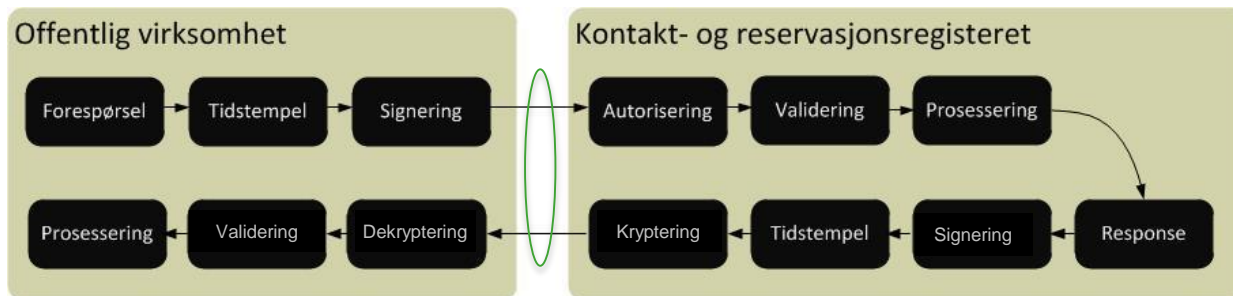 Offentlig virksomhet
Kontakt- og reservasjonsregisteret
Forespørsel
Tidstempel
Signering
Autorisering
Validering
Prosessering
Prosessering
Validering
Dekryptering
Kryptering
Tidstempel
Signering
Response